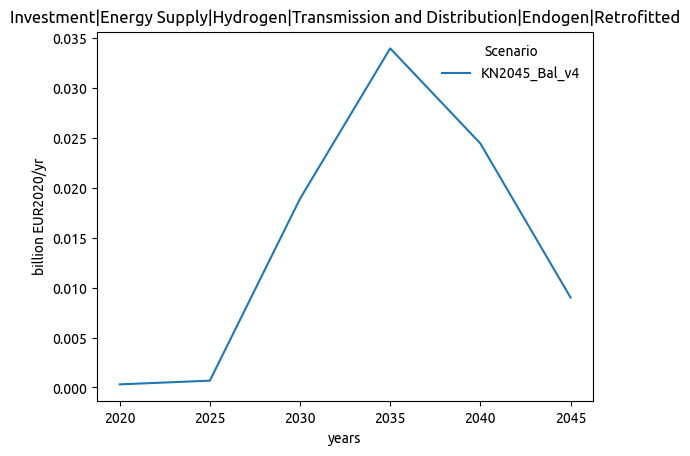 Investment|Energy Supply|Hydrogen|Transmission and Distribution|Endogen|Retrofitted
0.035
0.030
0.025
0.020
0.015
0.010
0.005
0.000
billion EUR2020/yr
Scenario
KN2045_Bal_v4
2020 2025 2030 2035 2040 2045
years